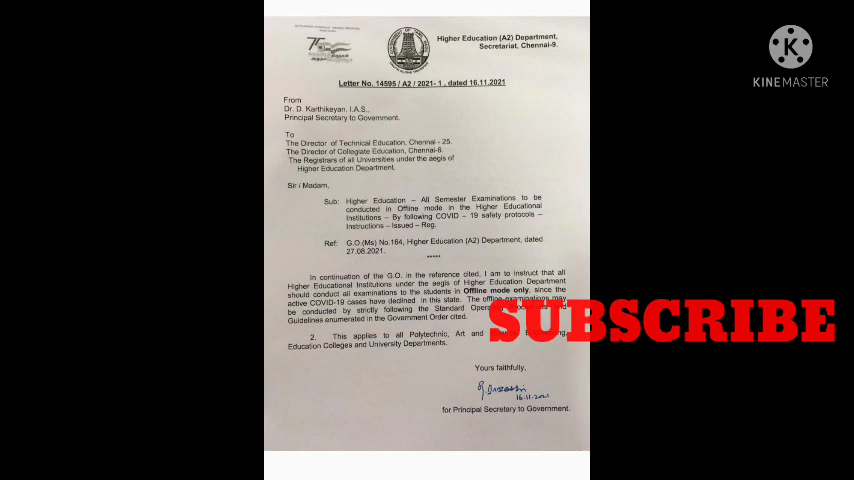 Higher Education (A2) Department,
Secretariat, Chennai-9.
75
K
KINEMASTER
Letter No. 14595 / A2 / 2021- 1 , dated 16.11.2021
From
Dr. D. Karthikeyan, I.A.S.,
Principal Secretary to Government.
To
The Director of Technical Education, Chennai - 25.
The Director of Collegiate Education, Chennai-6.
The Registrars of all Universities under the aegis of
Higher Education Department.
Sir / Madam,
Sub: Higher Education – All Semester Examinations to be
conducted in Offline mode in the Higher Educational
Institutions – By following COVID – 19 safety protocols –
Instructions – Issued – Reg.
Ref: G.O.(Ms) No.164, Higher Education (A2) Department, dated
27.08.2021.
*****
In continuation of the G.O. in the reference cited, I am to instruct that all
Higher Educational Institutions under the aegis of Higher Education Department
should conduct all examinations to the students in Offline mode only, since the
active COVID-19 cases have declined in this state. The offline examinations may
be conducted by strictly following the Standard Operating
Guidelines enumerated in the Government Order cited.
SUBSCRIBE
2. This applies to all Polytechnic, Art and
Education Colleges and University Departments.
Yours faithfully,
16.11.2021
for Principal Secretary to Government.